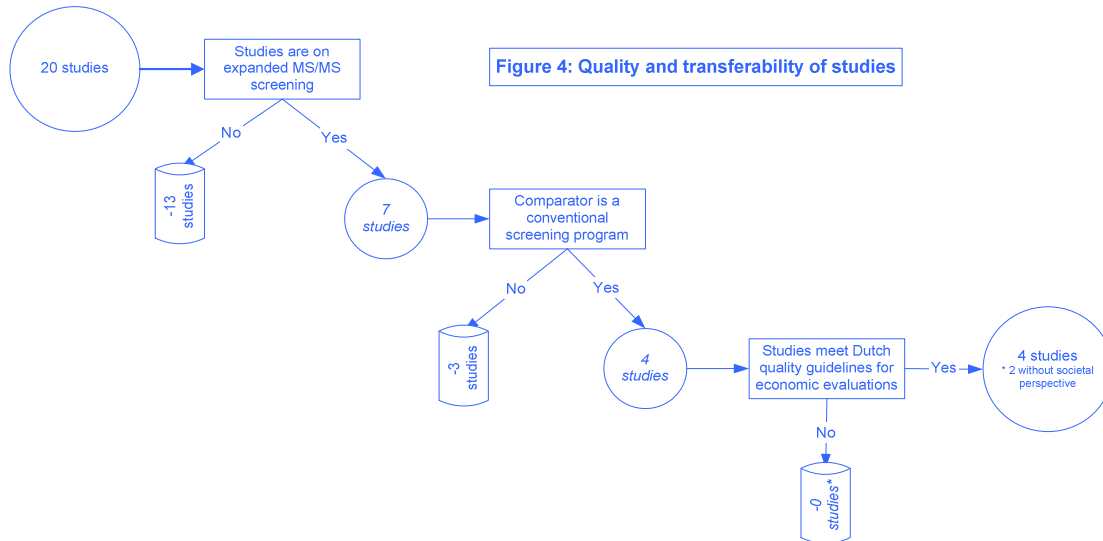 20 studies
Studies are on
expanded MS/MS
screening
Figure 4: Quality and transferability of studies
No
Yes
-13
studies
7
studies
Comparator is a
conventional
screening program
No
Yes
-3
studies
4
studies
Studies meet Dutch
quality guidelines for
economic evaluations
Yes
4 studies
* 2 without societal
perspective
No
-0
studies*